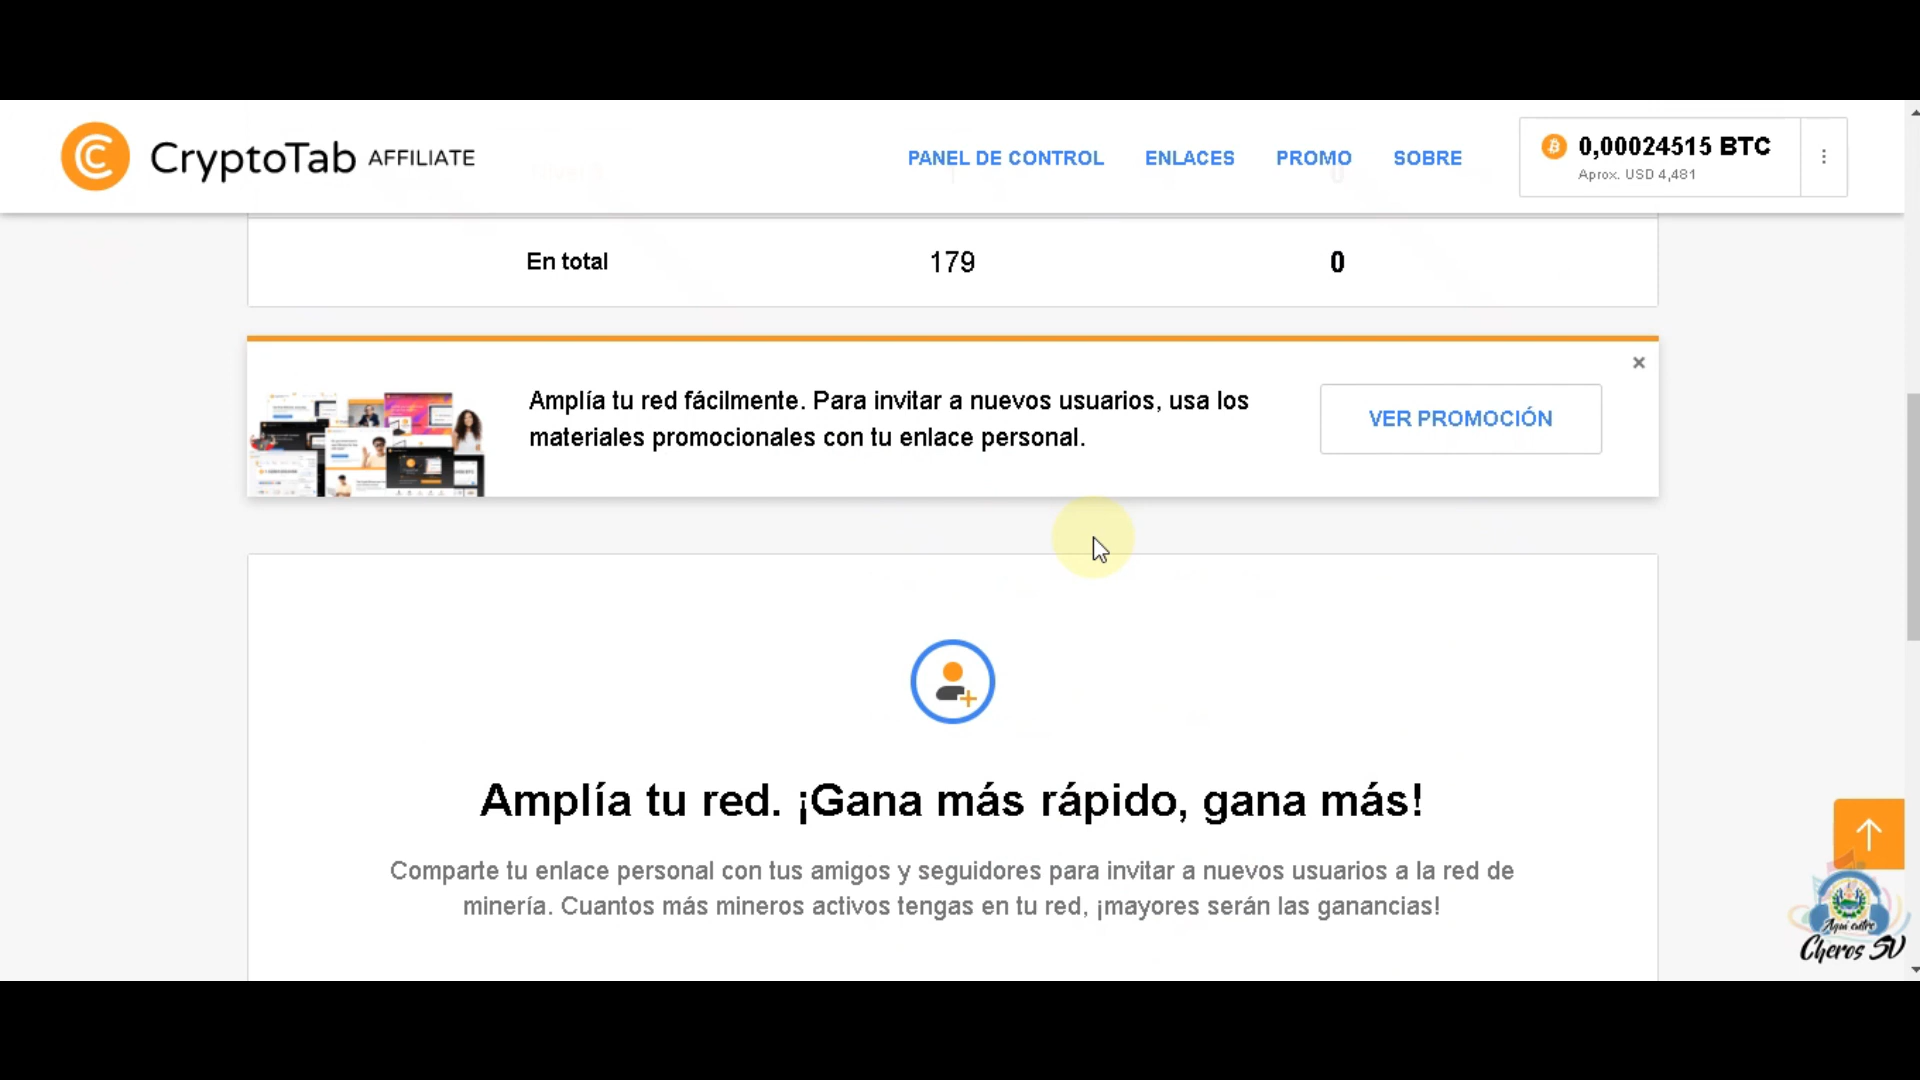 CryptoTab AFFILIATE
PANEL DE CONTROL
ENLACES
PROMO
SOBRE
0,00024515 BTC
Aprox. USD 4,481
En total 179 0
Amplía tu red fácilmente. Para invitar a nuevos usuarios, usa los
materiales promocionales con tu enlace personal.
VER PROMOCIÓN
Amplía tu red. ¡Gana más rápido, gana más!
Comparte tu enlace personal con tus amigos y seguidores para invitar a nuevos usuarios a la red de
minería. Cuantos más mineros activos tengas en tu red, ¡mayores serán las ganancias!
Aquí entre
Cheros SV